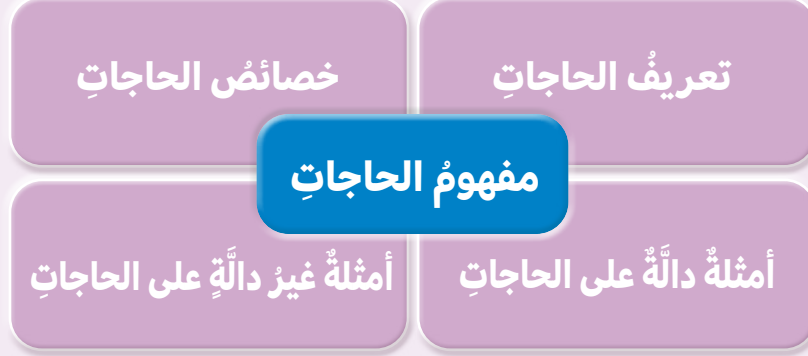 تعريفُ الحاجاتِ
خصائصُ الحاجاتِ
مفهومُ الحاجاتِ
أمثلةٌ دالَّةٌ على الحاجاتِ
أمثلةٌ غيرُ دالَّةٍ على الحاجاتِ